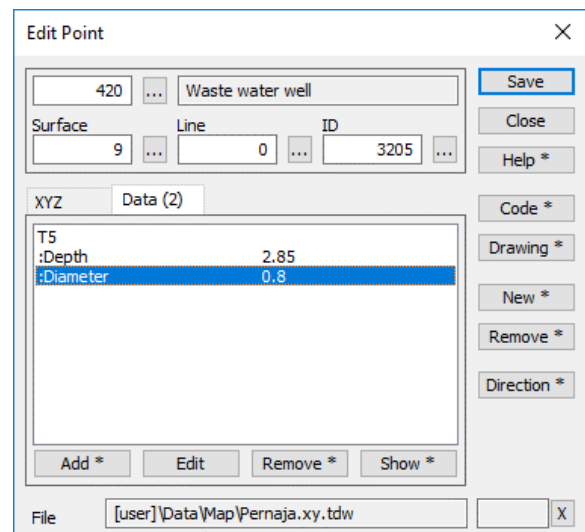 Edit Point
420 ... Waste water well
Surface Line ID
9 ... 0 ... 3205 ...
Save
Close
Help *
XYZ Data (2)
T5
:Depth 2.85
:Diameter 0.8
Code *
Drawing *
New *
Remove *
Direction *
Add * Edit Remove * Show *
File [user]\Data\Map\Pernaja.xy.tdw X